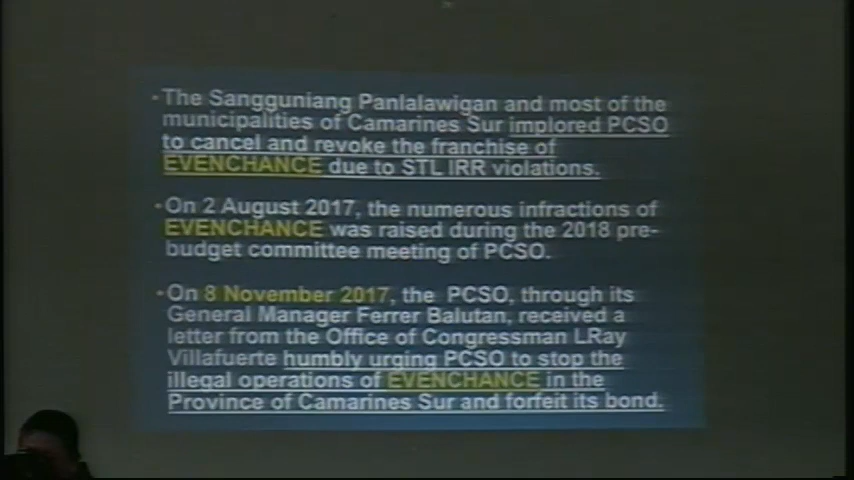 •The Sangguniang Panlalawigan and most of the
municipalities of Camarines Sur implored PCSO
to cancel and revoke the franchise of
EVENCHANCE due to STL IRR violations.
•On 2 August 2017, the numerous infractions of
EVENCHANCE was raised during the 2018 pre-
budget committee meeting of PCSO.
•On 8 November 2017, the PCSO, through its
General Manager Ferrer Balutan, received a
letter from the Office of Congressman LRay
Villafuerte humbly urging PCSO to stop the
illegal operations of EVENCHANCE in the
Province of Camarines Sur and forfeit its bond.